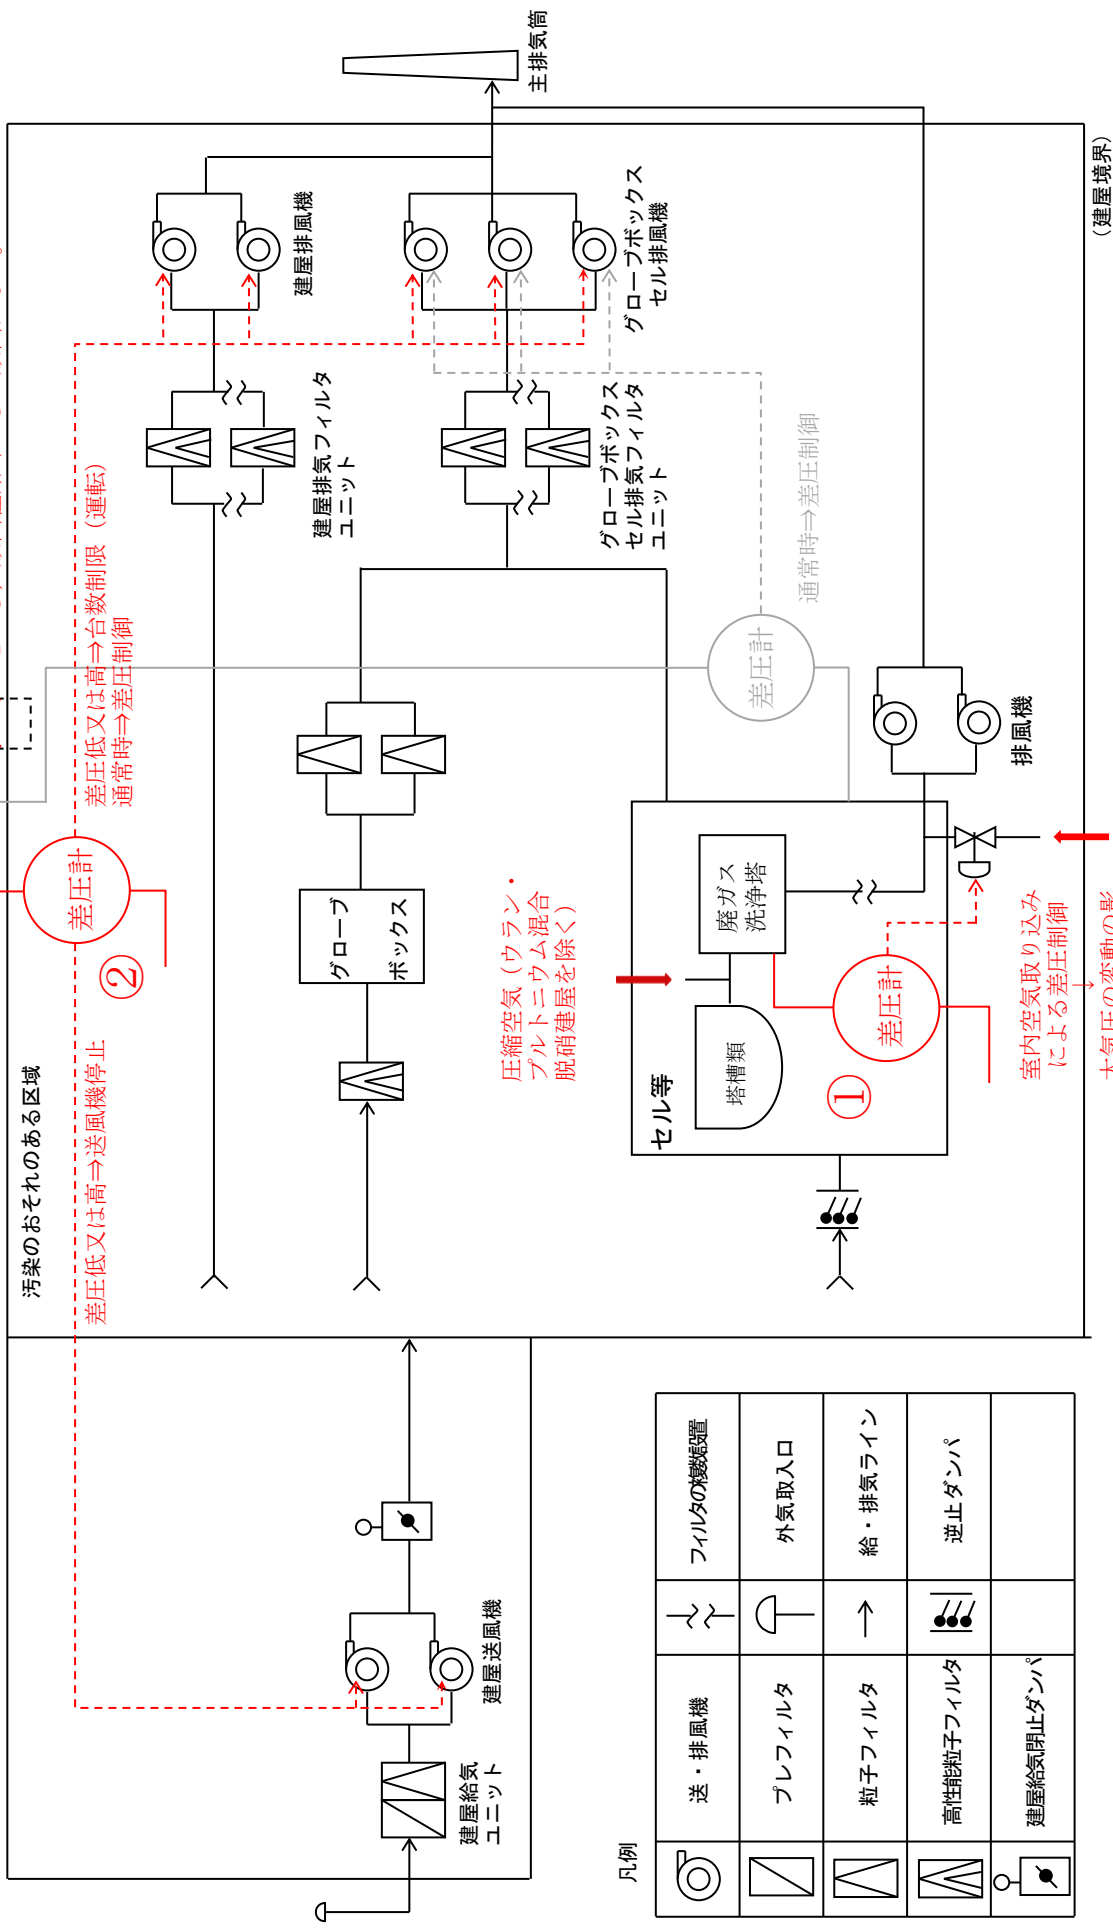 主排気筒
（建屋境界）
建屋排風機
グローブボックス
セル排風機
建屋排気フィルタ
ユニット
グローブボックス
セル排気フィルタ
ユニット
差圧低又は高⇒台数制限（運転）
通常時⇒差圧制御
通常時⇒差圧制御
差圧計
差圧計
②
排風機
グローブ
ボックス
圧縮空気（ウラン・
プルトニウム混合
脱硝建屋を除く）
廃ガス
洗浄塔
塔槽類
セル等
差圧計
①
室内空気取り込み
による差圧制御
大気圧の変動の影
汚染のおそれのある区域
差圧低又は高⇒送風機停止
建屋送風機
建屋給気
ユニット
凡例
送・排風機
フィルタの複数設置
プレフィルタ
外気取入口
粒子フィルタ
給・排気ライン
高性能粒子フィルタ
逆止ダンパ
建屋給気閉止ダンパ